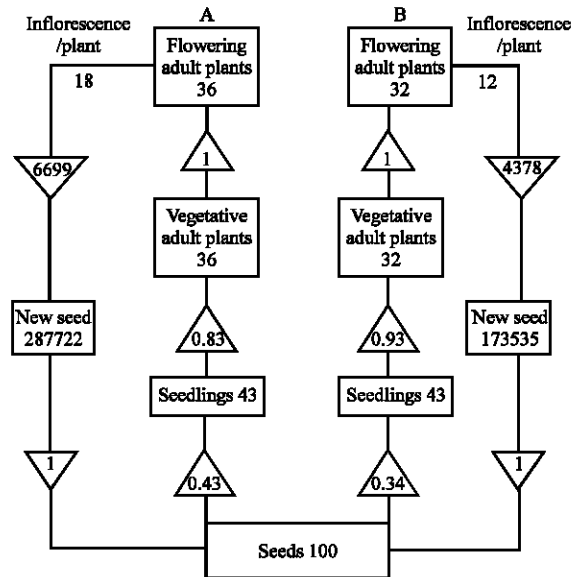 A
B
Inflorescence
/plant
18
Flowering
adult plants
36
Flowering
adult plants
32
Inflorescence
/plant
12
6699
1
1
4378
Vegetative
adult plants
36
Vegetative
adult plants
32
New seed
287722
0.83
0.93
New seed
173535
Seedlings 43
Seedlings 43
1
0.43
0.34
1
Seeds 100